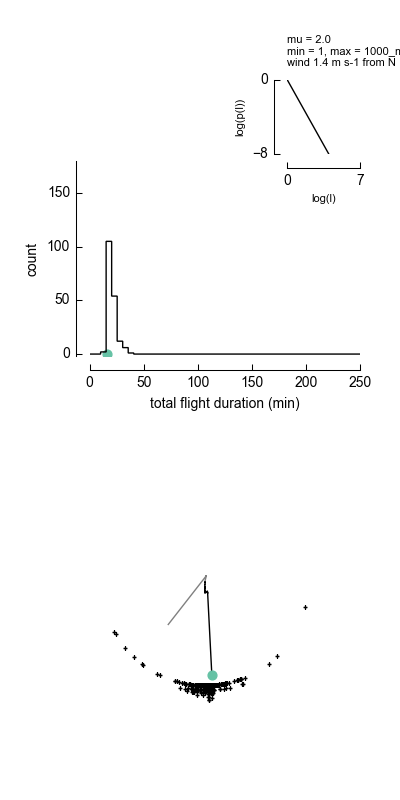 mu = 2.0
min = 1, max = 1000_m
wind 1.4 m s-1 from N
0
log(p(l))
−8
0 7
log(l)
150
100
count
50
0
0 50 100 150 200 250
total flight duration (min)